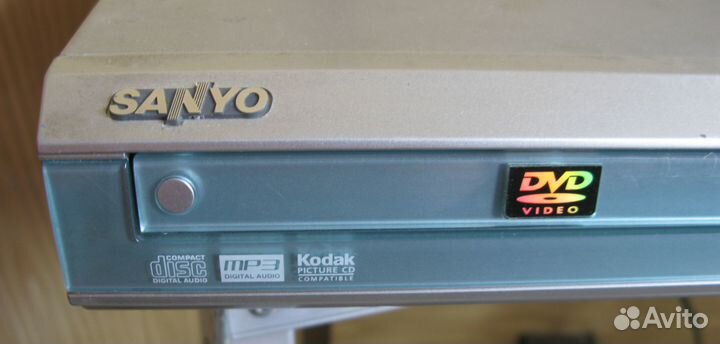 SANYO
DVD
VIDEO
COMPACT
disc
DIGITAL AUDIO
MP3
DIGITAL AUDIO
Kodak
PICTURE CD
COMPATIBLE
Avito